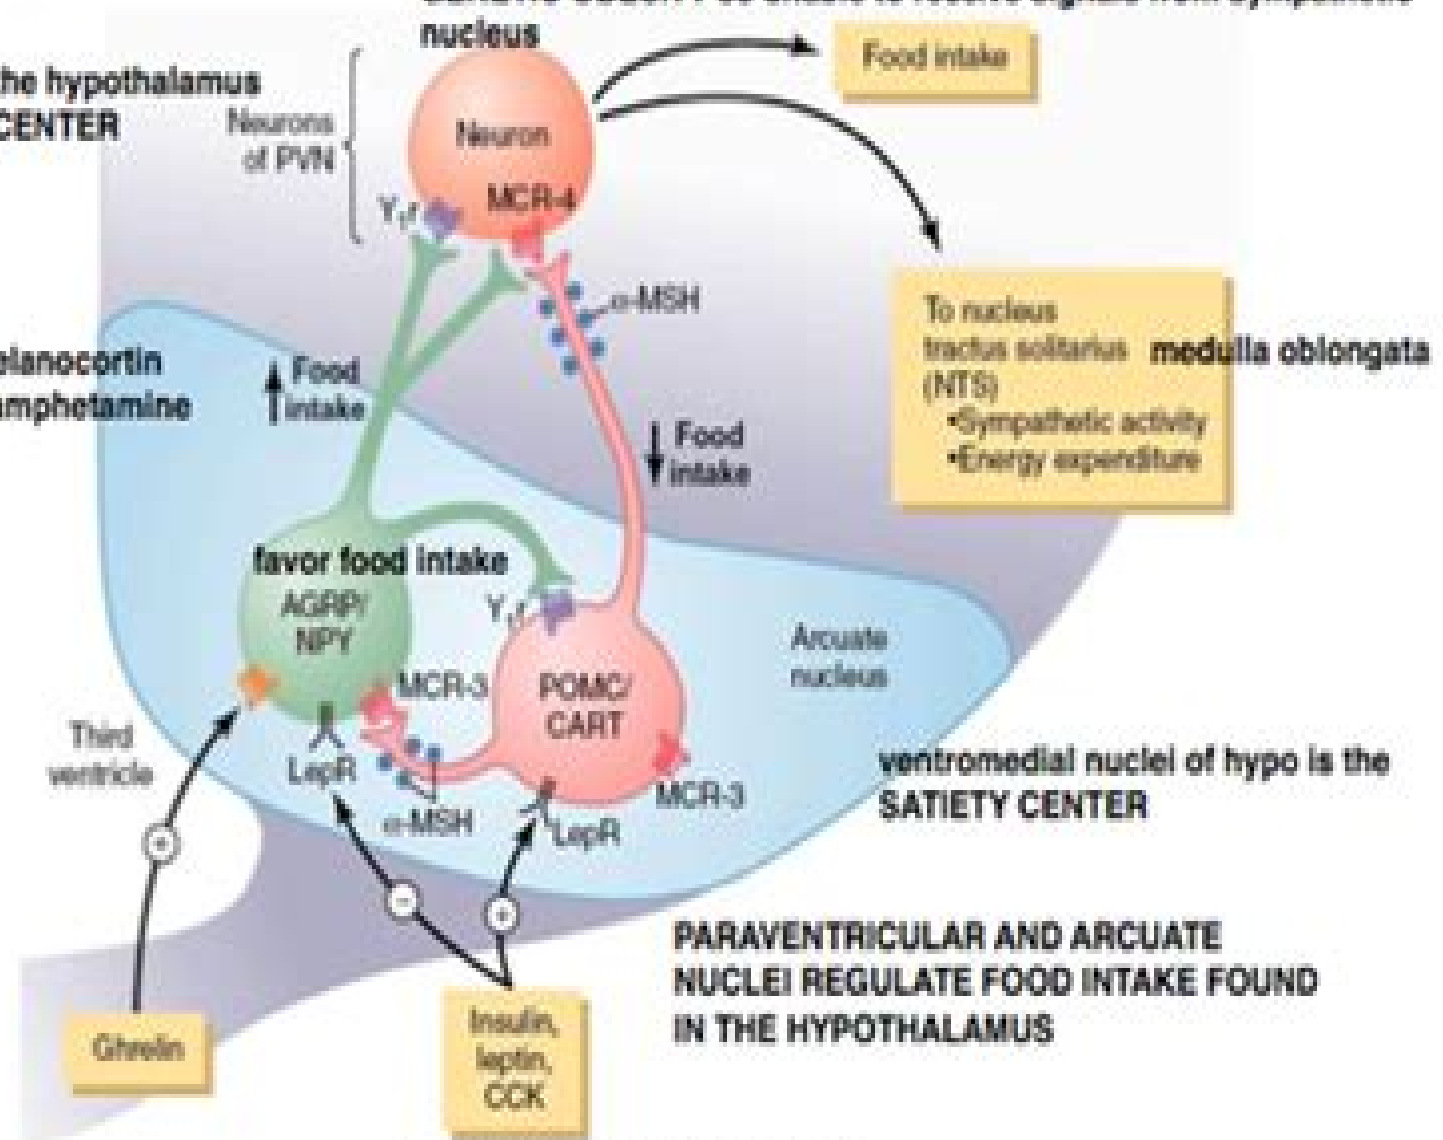 nucleus
Food intake
the hypothalamus
CENTER
Neurons
of PVN
Neuron
MCR-4
Y₁r
α-MSH
To nucleus
tractus solitarius medulla oblongata
(NTS)
•Sympathetic activity
•Energy expenditure
elanocortin
amphetamine
Food
intake
Food
intake
favor food intake
AGRP/
NPY
Y₁r
Arcuate
nucleus
MCR-3
POMC/
CART
Third
ventricle
LepR
α-MSH
LepR
MCR-3
ventromedial nuclei of hypo is the
SATIETY CENTER
+
-
+
PARAVENTRICULAR AND ARCUATE
NUCLEI REGULATE FOOD INTAKE FOUND
IN THE HYPOTHALAMUS
Ghrelin
Insulin,
leptin,
CCK